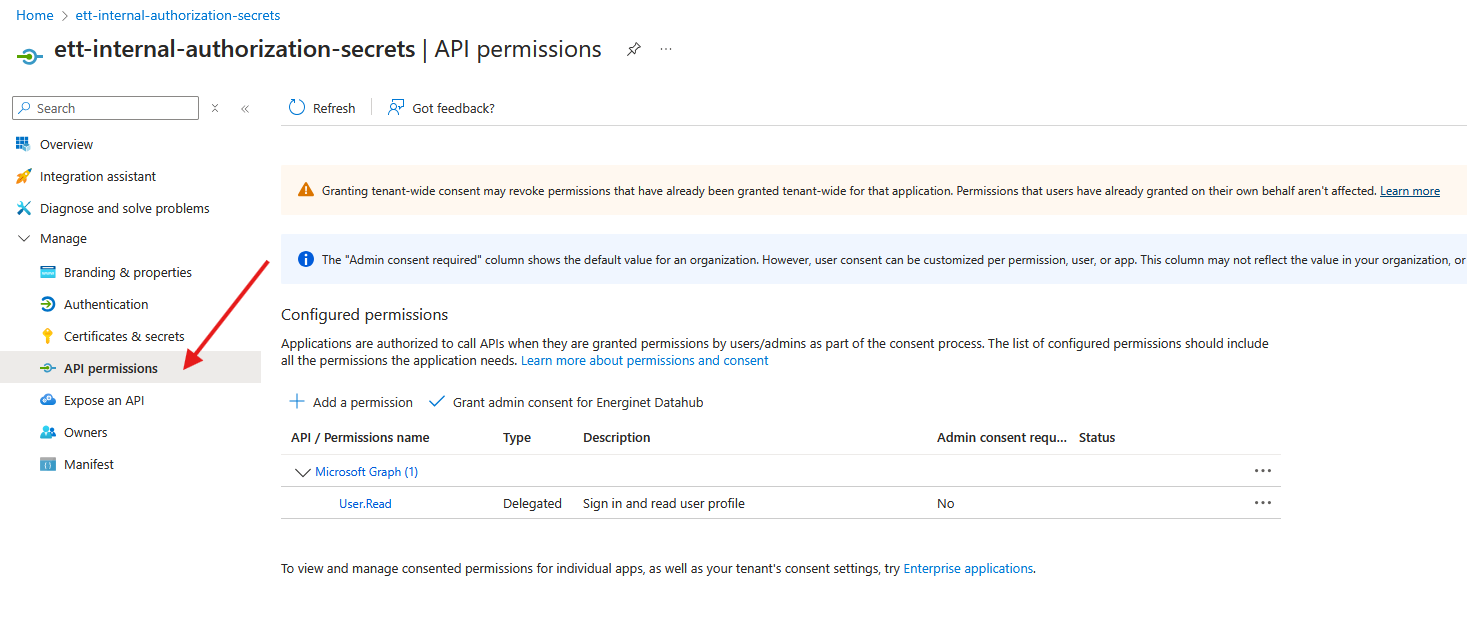 Home > ett-internal-authorization-secrets
ett-internal-authorization-secrets | API permissions
Search
Refresh
Got feedback?
Overview
Integration assistant
Diagnose and solve problems
Manage
Branding & properties
Authentication
Certificates & secrets
API permissions
Expose an API
Owners
Manifest
Granting tenant-wide consent may revoke permissions that have already been granted tenant-wide for that application. Permissions that users have already granted on their own behalf aren't affected. Learn more
The "Admin consent required" column shows the default value for an organization. However, user consent can be customized per permission, user, or app. This column may not reflect the value in your organization, or
Configured permissions
Applications are authorized to call APIs when they are granted permissions by users/admins as part of the consent process. The list of configured permissions should include
all the permissions the application needs. Learn more about permissions and consent
Add a permission
Grant admin consent for Energinet Datahub
API / Permissions name Type Description Admin consent requ... Status
Microsoft Graph (1)
User.Read Delegated Sign in and read user profile No
To view and manage consented permissions for individual apps, as well as your tenant's consent settings, try Enterprise applications.